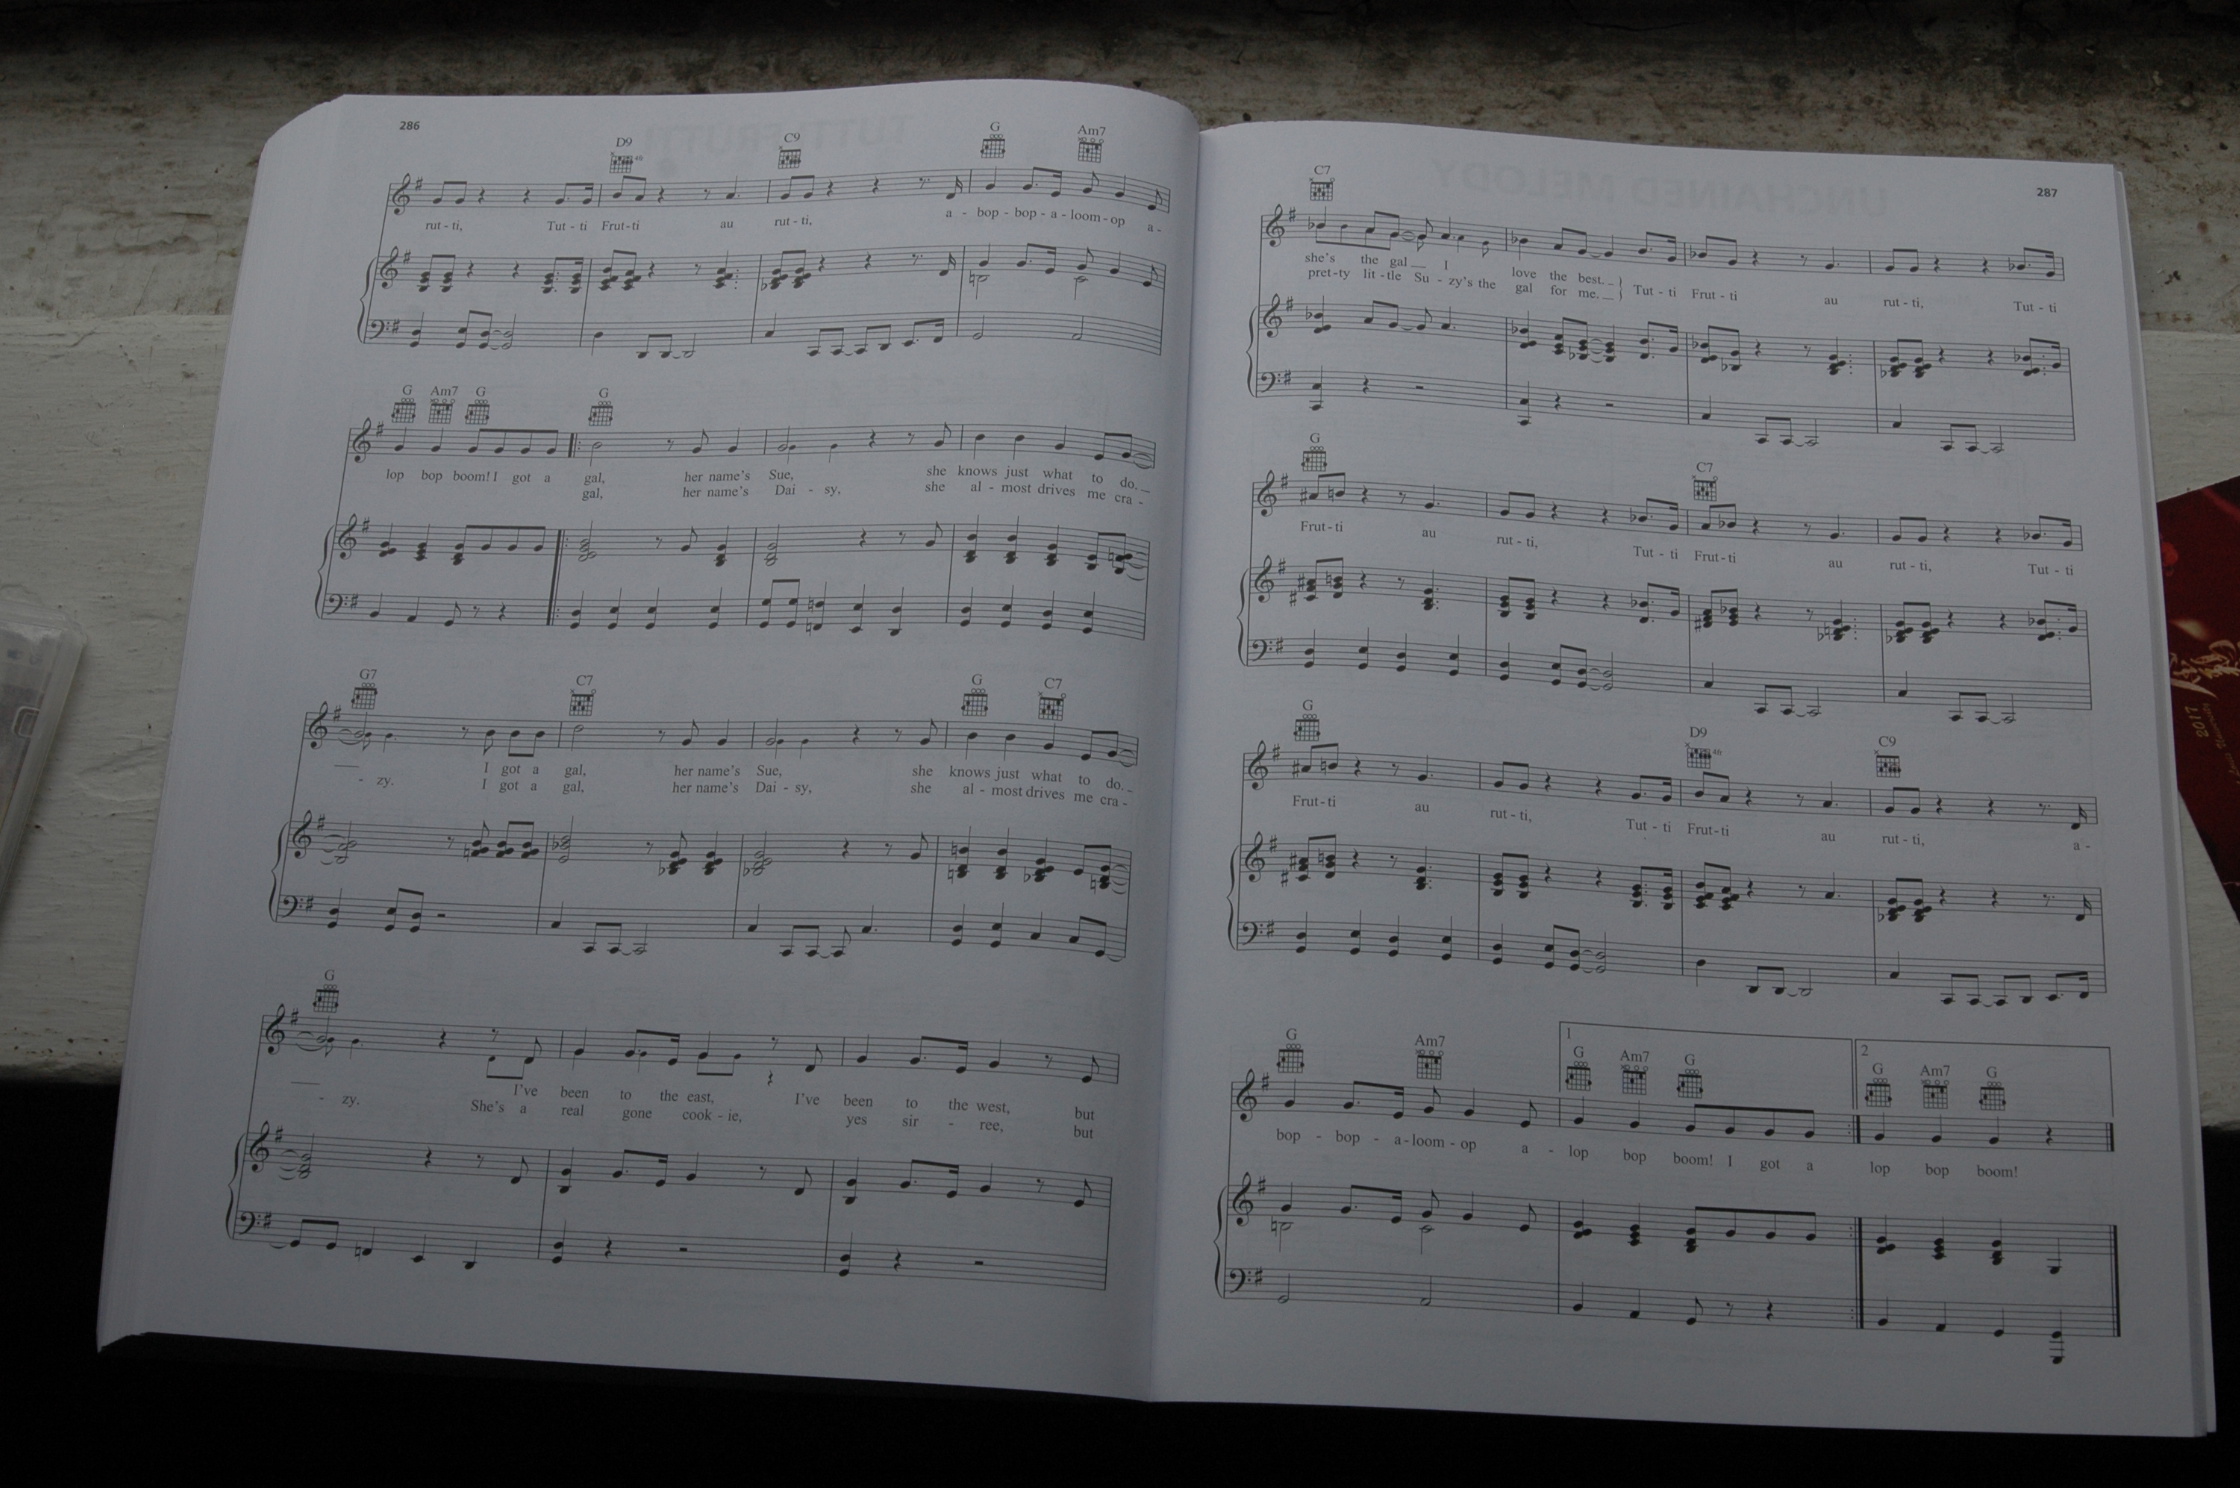 286
D9 C9 G Am7
rut - ti, Tut - ti Frut-ti au rut - ti, a - bop - bop - a - loom - op a -
G Am7 G G
lop bop boom! I got a gal, her name's Sue, she knows just what to do.
gal, her name's Dai - sy, she al - most drives me cra -
G7 C7 G C7
I got a gal, her name's Sue, she knows just what to do.
- zy. I got a gal, her name's Dai - sy, she al - most drives me cra -
G
I've been to the east, I've been to the west, but
- zy. She's a real gone cook - ie, yes sir - ree, but
UNCHAINED MELODY
287
C7
she's the gal I love the best. Tut - ti Frut - ti au rut - ti, Tut - ti
pret-ty lit-tle Su - zy's the gal for me.
G C7
Frut - ti au rut - ti, Tut - ti Frut - ti au rut - ti, Tut - ti
G D9 C9
Frut - ti au rut - ti, Tut - ti Frut - ti au rut - ti, a -
1 2
G Am7 G Am7 G G Am7 G
bop - bop - a - loom - op a - lop bop boom! I got a lop bop boom!
2017